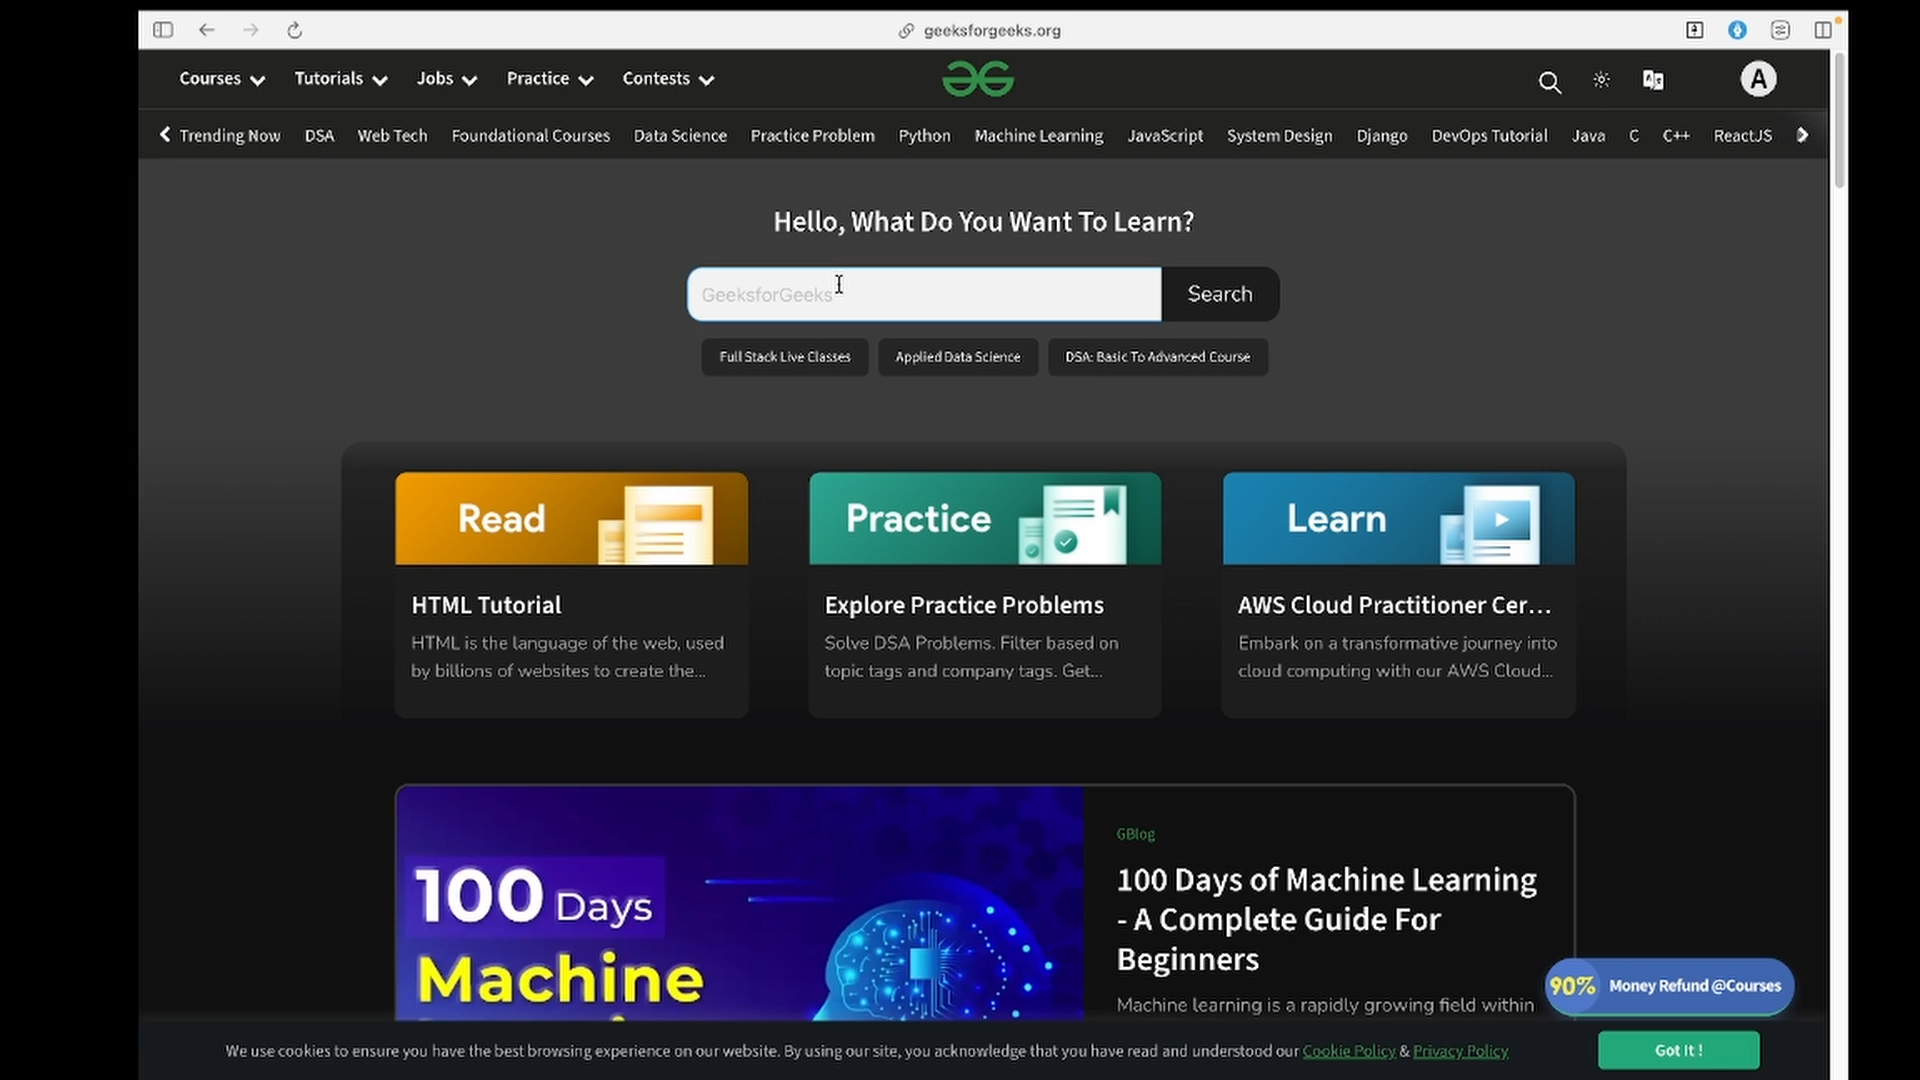 geeksforgeeks.org
Courses Tutorials Jobs Practice Contests A
Trending Now DSA Web Tech Foundational Courses Data Science Practice Problem Python Machine Learning JavaScript System Design Django DevOps Tutorial Java C C++ ReactJS
Hello, What Do You Want To Learn?
GeeksforGeeks Search
Full Stack Live Classes Applied Data Science DSA: Basic To Advanced Course
Read Practice Learn
HTML Tutorial
HTML is the language of the web, used
by billions of websites to create the...
Explore Practice Problems
Solve DSA Problems. Filter based on
topic tags and company tags. Get...
AWS Cloud Practitioner Cer...
Embark on a transformative journey into
cloud computing with our AWS Cloud...
100 Days
Machine
GBlog
100 Days of Machine Learning
- A Complete Guide For
Beginners
Machine learning is a rapidly growing field within
90% Money Refund @Courses
We use cookies to ensure you have the best browsing experience on our website. By using our site, you acknowledge that you have read and understood our Cookie Policy & Privacy Policy
Got It !